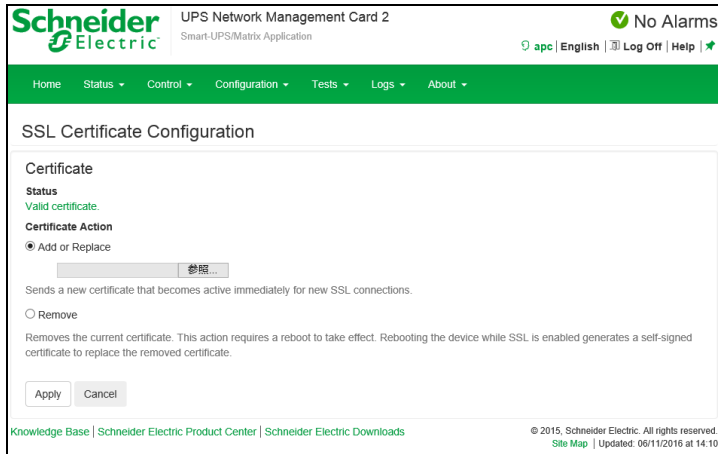 Schneider Electric
UPS Network Management Card 2
Smart-UPS/Matrix Application
No Alarms
apc | English | Log Off | Help |
Home Status Control Configuration Tests Logs About
SSL Certificate Configuration
Certificate
Status
Valid certificate.
Certificate Action
Add or Replace
参照...
Sends a new certificate that becomes active immediately for new SSL connections.
Remove
Removes the current certificate. This action requires a reboot to take effect. Rebooting the device while SSL is enabled generates a self-signed
certificate to replace the removed certificate.
Apply Cancel
Knowledge Base | Schneider Electric Product Center | Schneider Electric Downloads
© 2015, Schneider Electric. All rights reserved.
Site Map | Updated: 06/11/2016 at 14:10